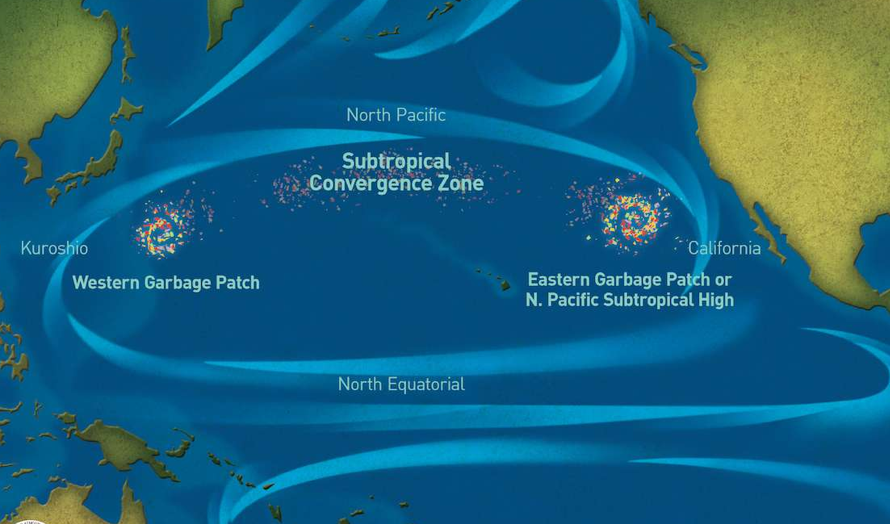 North Pacific
Subtropical
Convergence Zone
Kuroshio
California
Western Garbage Patch
Eastern Garbage Patch or
N. Pacific Subtropical High
North Equatorial